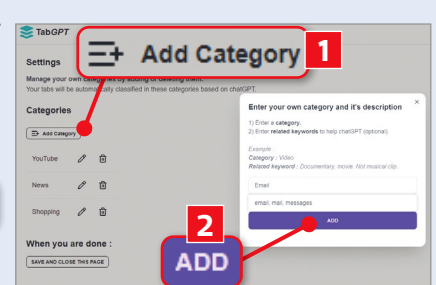 TabGPT
Add Category
1
Settings
Manage your own categories by adding or deleting them.
Your tabs will be automatically classified in these categories based on chatGPT.
Categories
Add Category
YouTube
News
Shopping
When you are done :
SAVE AND CLOSE THIS PAGE
Enter your own category and it's description
×
1) Enter a category.
2) Enter related keywords to help chatGPT (optional).
Example :
Category : Video
Related keyword : Documentary, movie. Not musical clip.
Email
email. mail, messages
ADD
2
ADD